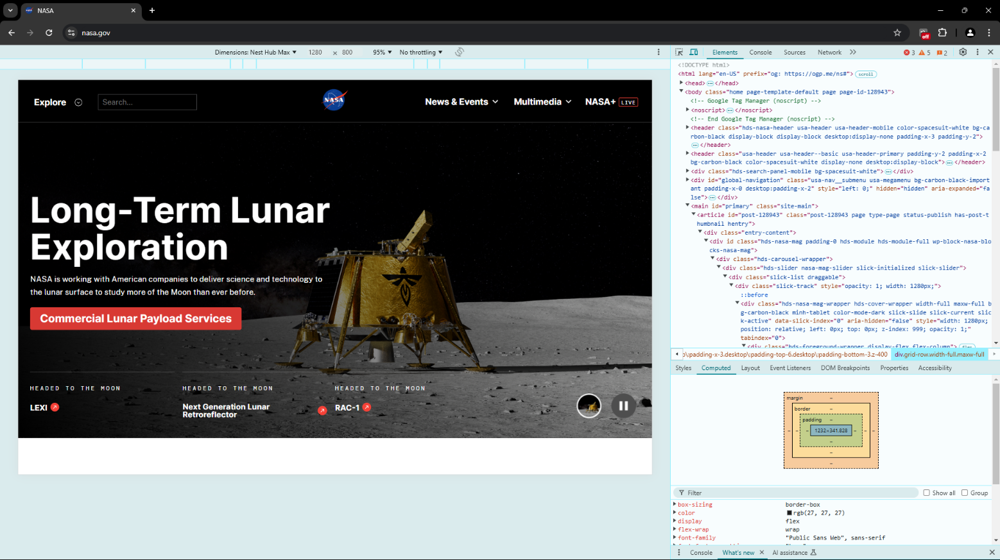 NASA
nasa.gov
off
Dimensions: Nest Hub Max
1280 × 800
95%
No throttling
Elements
Console
Sources
Network
3
5
2
Explore
Search...
NASA
News & Events
Multimedia
NASA+ LIVE
Long-Term Lunar
Exploration
NASA is working with American companies to deliver science and technology to
the lunar surface to study more of the Moon than ever before.
Commercial Lunar Payload Services
HEADED TO THE MOON
LEXI
HEADED TO THE MOON
Next Generation Lunar
Retroreflector
HEADED TO THE MOON
RAC-1
<!DOCTYPE html>
<html lang="en-US" prefix="og: https://ogp.me/ns#"> scroll
<head> ⋯ </head>
<body class="home page-template-default page page-id-128943">
<!-- Google Tag Manager (noscript) -->
<noscript> ⋯ </noscript>
<!-- End Google Tag Manager (noscript) -->
<header class="hds-nasa-header usa-header usa-header-mobile color-spacesuit-white bg-ca
rbon-black display-block display-block desktop:display-none padding-x-3 padding-y-2">
⋯ </header>
<header class="usa-header usa-header--basic usa-header-primary padding-y-2 padding-x-2
bg-carbon-black color-spacesuit-white display-none desktop:display-block"> ⋯ </header>
<div class="hds-search-panel-mobile bg-spacesuit-white"> ⋯ </div>
<div id="global-navigation" class="usa-nav__submenu usa-megamenu bg-carbon-black-import
ant padding-x-0 desktop:padding-x-2" style="left: 0;" hidden="hidden" aria-expanded="fa
lse"> ⋯ </div>
<main id="primary" class="site-main">
<article id="post-128943" class="post-128943 page type-page status-publish has-post-t
humbnail hentry">
<div class="entry-content">
<div id class="hds-nasa-mag padding-0 hds-module hds-module-full wp-block-nasa-blo
cks-nasa-mag">
<div class="hds-carousel-wrapper">
<div class="hds-slider nasa-mag-slider slick-initialized slick-slider">
<div class="slick-list draggable">
<div class="slick-track" style="opacity: 1; width: 1280px;">
::before
<div class="hds-nasa-mag-wrapper hds-cover-wrapper width-full maxw-full b
g-carbon-black minh-tablet color-mode-dark slick-slide slick-current slic
k-active" data-slick-index="0" aria-hidden="false" style="width: 1280px;
position: relative; left: 0px; top: 0px; z-index: 999; opacity: 1;"
tabindex="0">
<div class="hds-foreground-wrapper display-flex flex-column">
\:padding-x-3.desktop\:padding-top-6.desktop\:padding-bottom-3.z-400
div.grid-row.width-full.maxw-full
Styles
Computed
Layout
Event Listeners
DOM Breakpoints
Properties
Accessibility
margin
border
padding
1232×341.828
Filter
Show all
Group
box-sizing border-box
color rgb(27, 27, 27)
display flex
flex-wrap wrap
font-family "Public Sans Web", sans-serif
Console
What's new
AI assistance